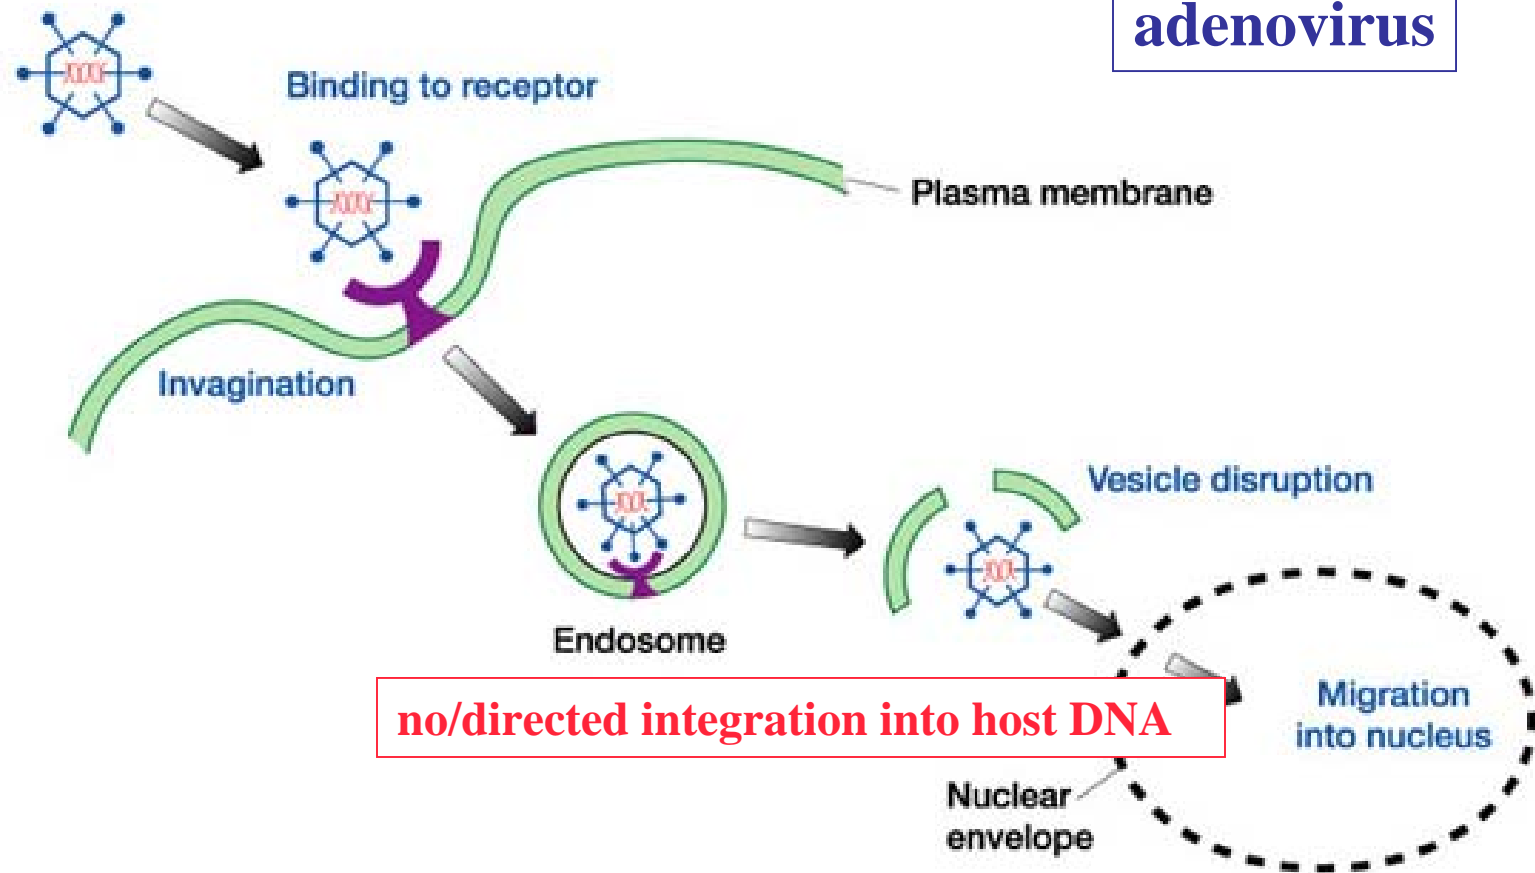 adenovirus
Binding to receptor
Plasma membrane
Invagination
Vesicle disruption
Endosome
no/directed integration into host DNA
Migration
into nucleus
Nuclear
envelope